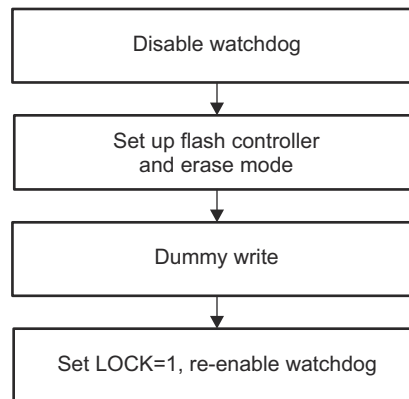 Disable watchdog
Set up flash controller
and erase mode
Dummy write
Set LOCK=1, re-enable watchdog